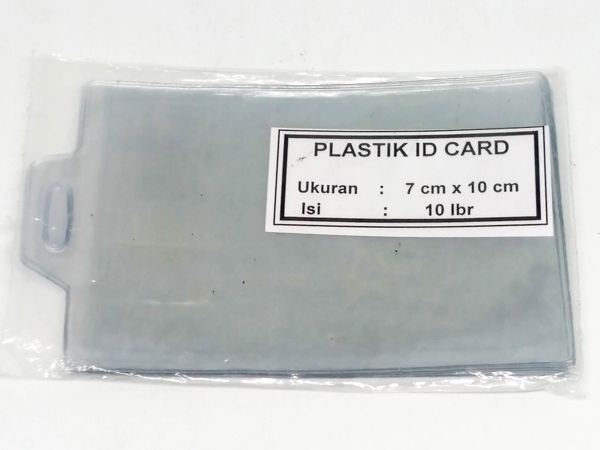 PLASTIK ID CARD
Ukuran : 7 cm x 10 cm
Isi : 10 lbr